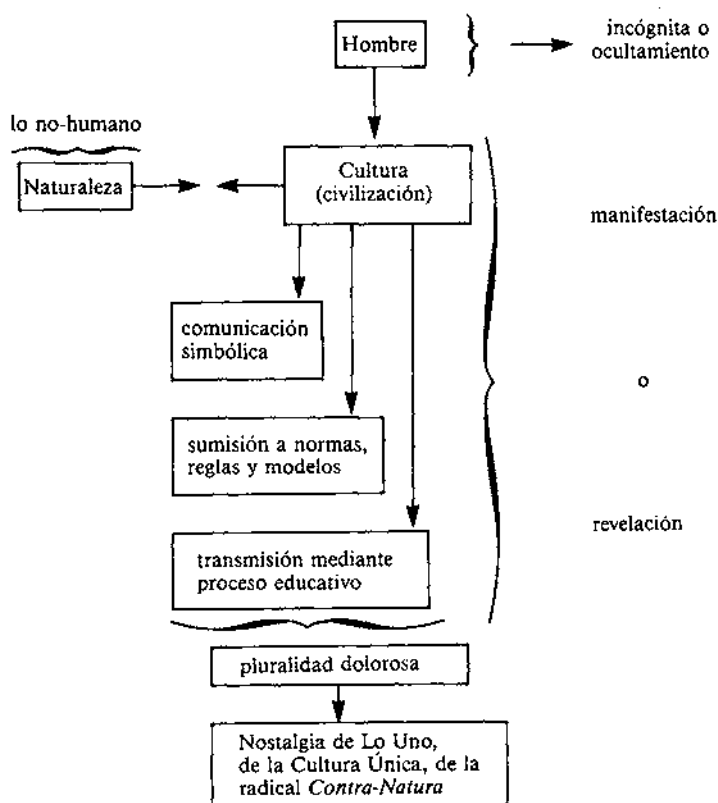 Hombre
incógnita o
ocultamiento
lo no-humano
Naturaleza
Cultura
(civilización)
manifestación
comunicación
simbólica
o
sumisión a normas,
reglas y modelos
revelación
transmisión mediante
proceso educativo
pluralidad dolorosa
Nostalgia de Lo Uno,
de la Cultura Única, de la
radical Contra-Natura